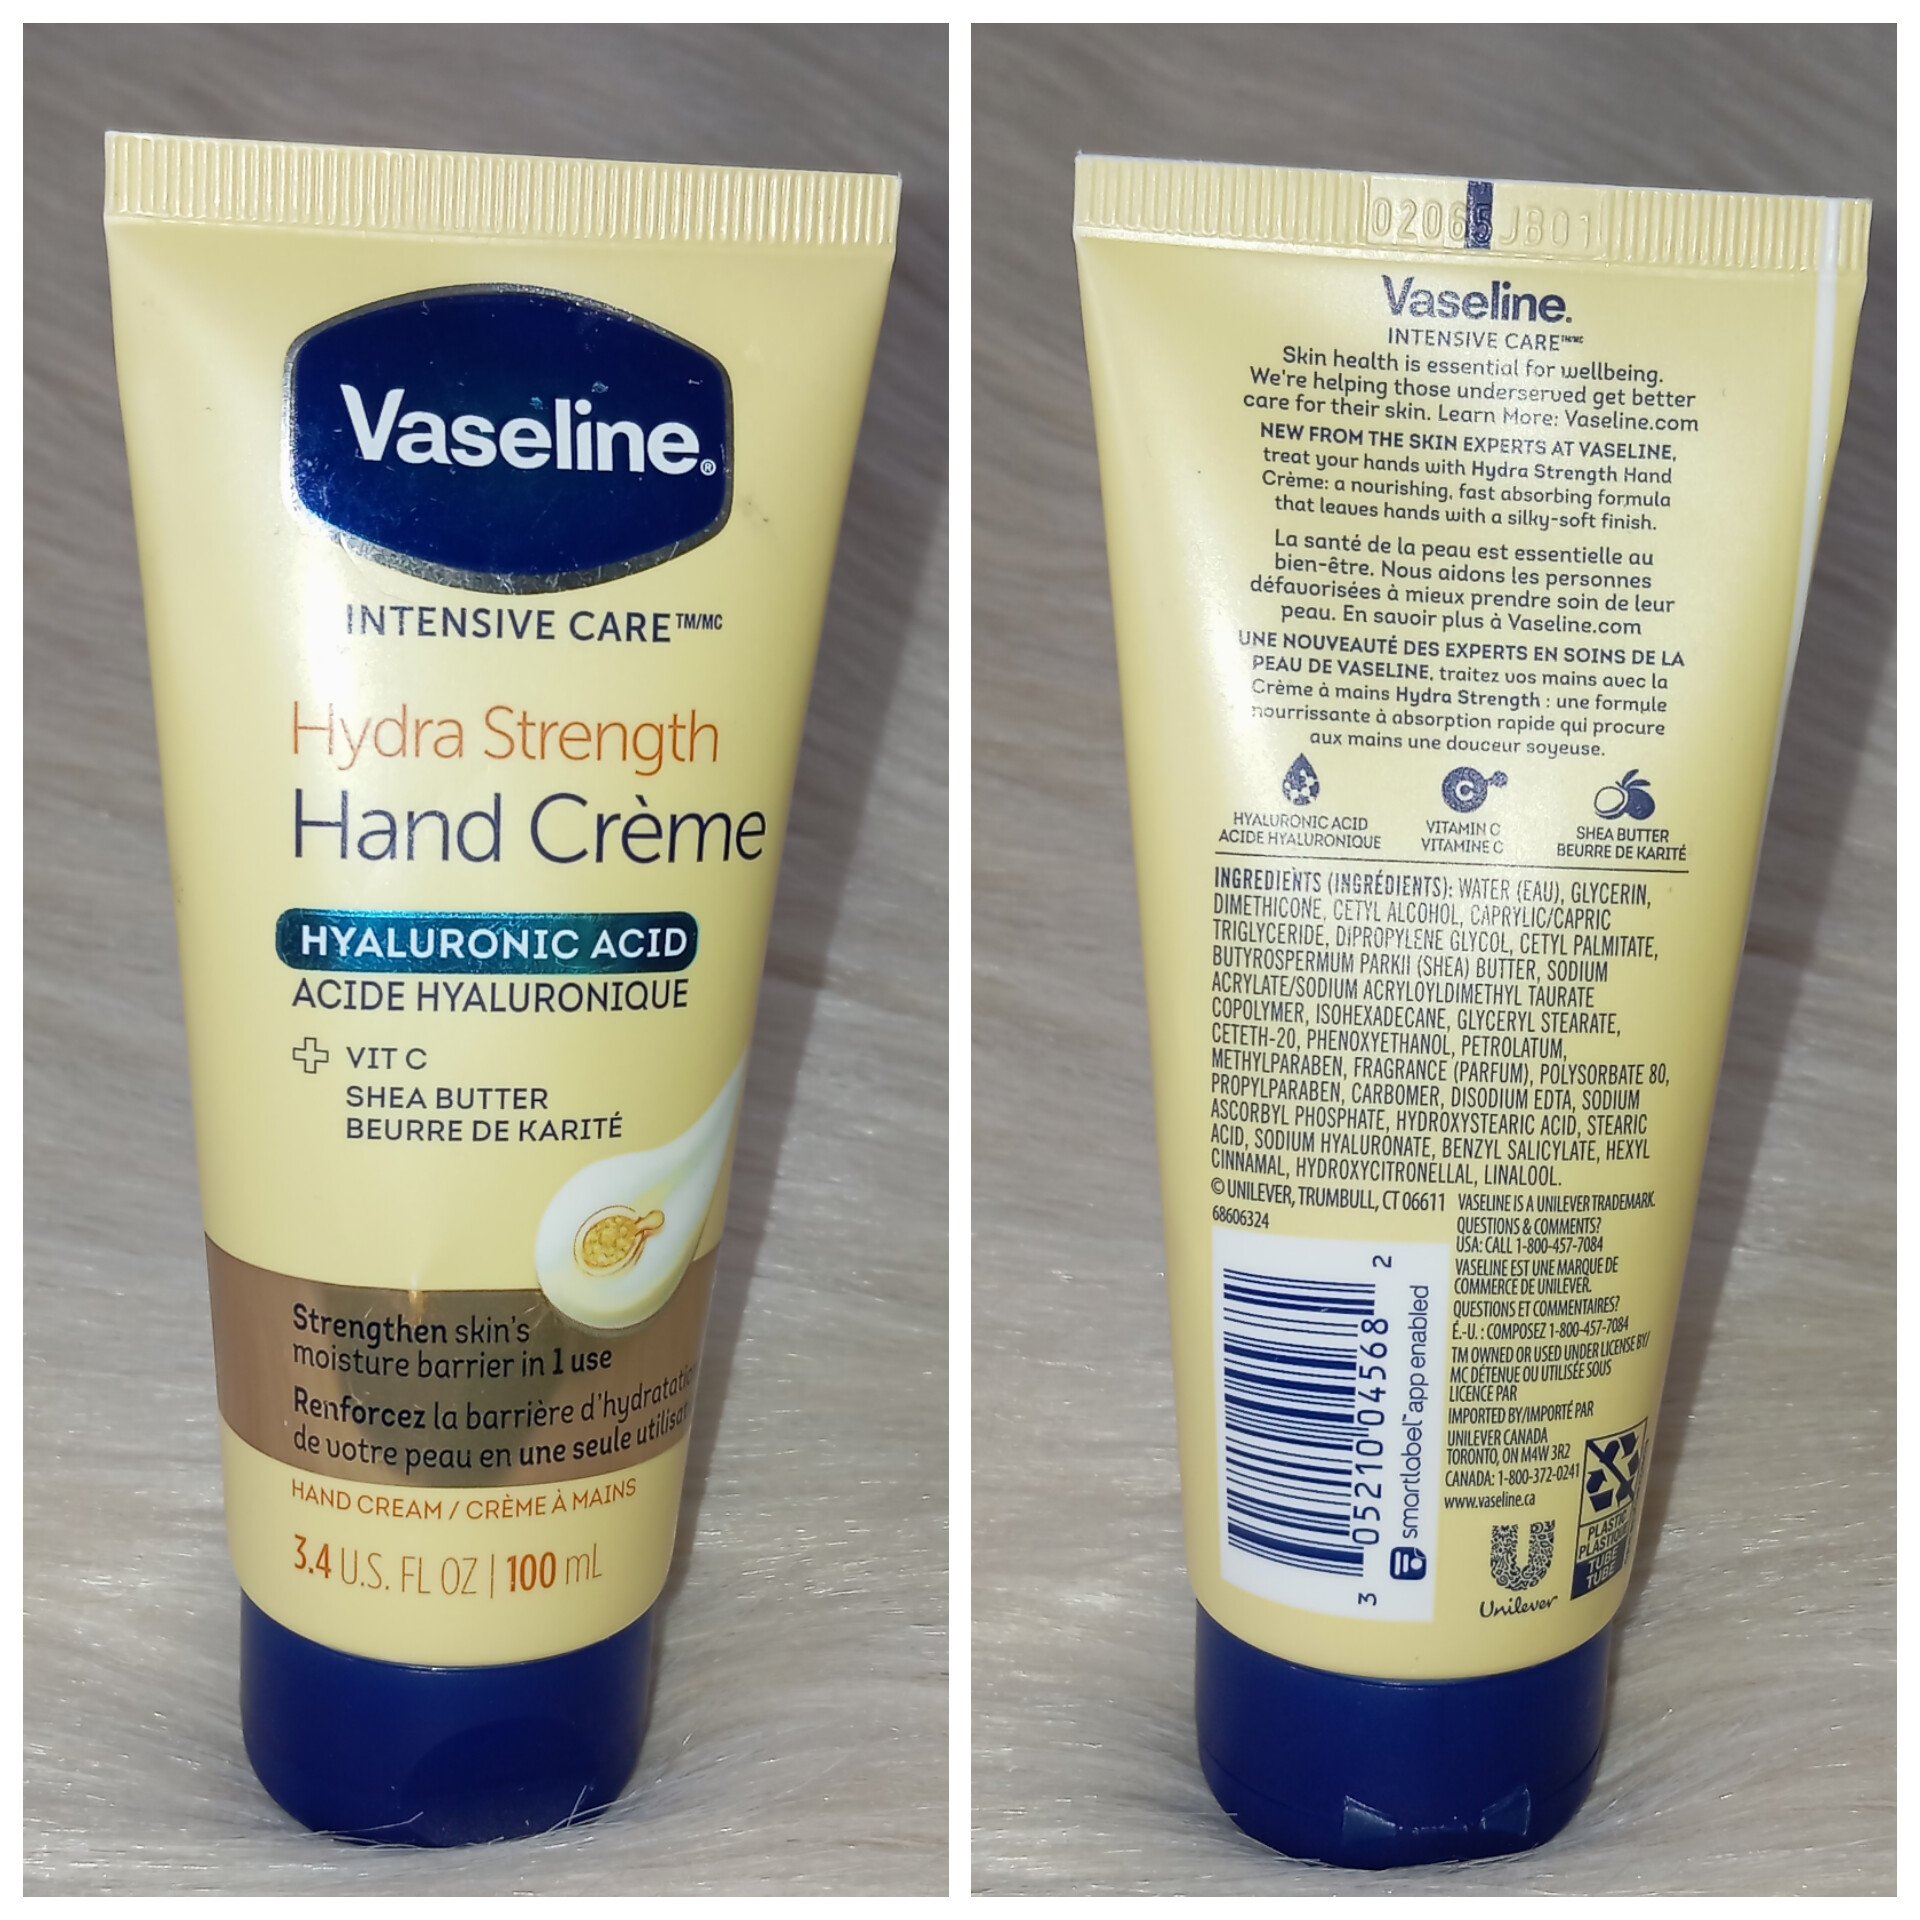 Vaseline®
INTENSIVE CARE™/MC
Hydra Strength
Hand Crème
HYALURONIC ACID
ACIDE HYALURONIQUE
VIT C
SHEA BUTTER
BEURRE DE KARITÉ
Strengthen skin's
moisture barrier in 1 use
Renforcez la barrière d'hydratati
de votre peau en une seule utilisa
HAND CREAM / CRÈME À MAINS
3.4 U.S. FL OZ | 100 mL
02065JB01
Vaseline.
INTENSIVE CARE™/MC
Skin health is essential for wellbeing.
We're helping those underserved get better
care for their skin. Learn More: Vaseline.com
NEW FROM THE SKIN EXPERTS AT VASELINE,
treat your hands with Hydra Strength Hand
Crème: a nourishing, fast absorbing formula
that leaves hands with a silky-soft finish.
La santé de la peau est essentielle au
bien-être. Nous aidons les personnes
défavorisées à mieux prendre soin de leur
peau. En savoir plus à Vaseline.com
UNE NOUVEAUTÉ DES EXPERTS EN SOINS DE LA
PEAU DE VASELINE, traitez vos mains avec la
Crème à mains Hydra Strength : une formule
nourrissante à absorption rapide qui procure
aux mains une douceur soyeuse.
HYALURONIC ACID
ACIDE HYALURONIQUE
C
VITAMIN C
VITAMINE C
SHEA BUTTER
BEURRE DE KARITÉ
INGREDIENTS (INGRÉDIENTS): WATER (EAU), GLYCERIN,
DIMETHICONE, CETYL ALCOHOL, CAPRYLIC/CAPRIC
TRIGLYCERIDE, DIPROPYLENE GLYCOL, CETYL PALMITATE,
BUTYROSPERMUM PARKII (SHEA) BUTTER, SODIUM
ACRYLATE/SODIUM ACRYLOYLDIMETHYL TAURATE
COPOLYMER, ISOHEXADECANE, GLYCERYL STEARATE,
CETETH-20, PHENOXYETHANOL, PETROLATUM,
METHYLPARABEN, FRAGRANCE (PARFUM), POLYSORBATE 80,
PROPYLPARABEN, CARBOMER, DISODIUM EDTA, SODIUM
ASCORBYL PHOSPHATE, HYDROXYSTEARIC ACID, STEARIC
ACID, SODIUM HYALURONATE, BENZYL SALICYLATE, HEXYL
CINNAMAL, HYDROXYCITRONELLAL, LINALOOL.
© UNILEVER, TRUMBULL, CT 06611
68606324
VASELINE IS A UNILEVER TRADEMARK.
QUESTIONS & COMMENTS?
USA: CALL 1-800-457-7084
VASELINE EST UNE MARQUE DE
COMMERCE DE UNILEVER.
QUESTIONS ET COMMENTAIRES?
É.-U. : COMPOSEZ 1-800-457-7084
TM OWNED OR USED UNDER LICENSE BY/
MC DÉTENUE OU UTILISÉE SOUS
LICENCE PAR
IMPORTED BY/IMPORTÉ PAR
UNILEVER CANADA
TORONTO, ON M4W 3R2
CANADA: 1-800-372-0241
www.vaseline.ca
3 05210 04568 2
smartlabel™ app enabled
Unilever
PLASTIC
PLASTIQUE
TUBE
TUBE